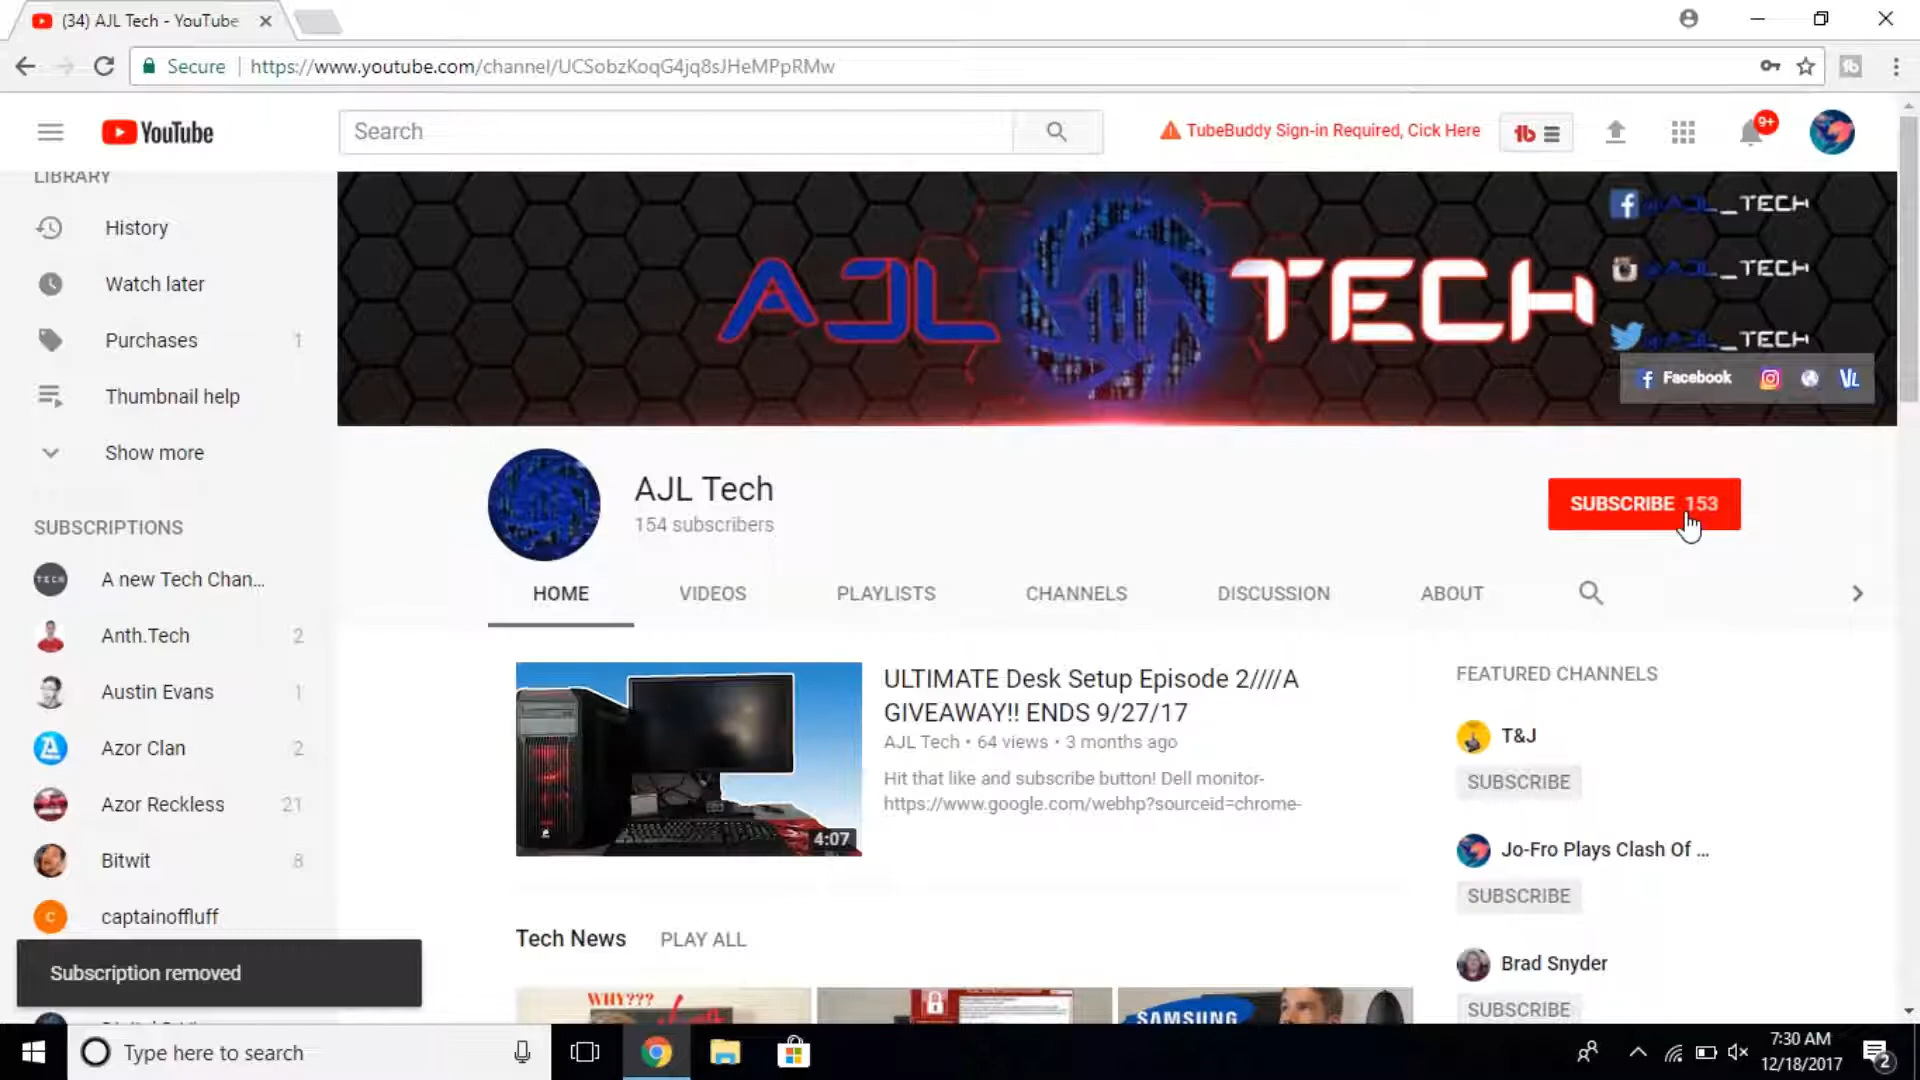 (34) AJL Tech - YouTube
Secure
https://www.youtube.com/channel/UCSobzKoqG4jq8sJHeMPpRMw
YouTube
Search
TubeBuddy Sign-in Required, Cick Here
9+
LIBRARY
History
Watch later
Purchases 1
Thumbnail help
Show more
SUBSCRIPTIONS
A new Tech Chan...
Anth.Tech 2
Austin Evans 1
Azor Clan 2
Azor Reckless 21
Bitwit 8
captainoffluff
Subscription removed
AJL TECH
@AJL_TECH
@AJL_TECH
@AJL_TECH
Facebook
AJL Tech
154 subscribers
SUBSCRIBE 153
HOME
VIDEOS
PLAYLISTS
CHANNELS
DISCUSSION
ABOUT
ULTIMATE Desk Setup Episode 2////A
GIVEAWAY!! ENDS 9/27/17
AJL Tech • 64 views • 3 months ago
Hit that like and subscribe button! Dell monitor-
https://www.google.com/webhp?sourceid=chrome-
4:07
FEATURED CHANNELS
T&J
SUBSCRIBE
Jo-Fro Plays Clash Of ...
SUBSCRIBE
Brad Snyder
SUBSCRIBE
Tech News
PLAY ALL
WHY???
SAMSUNG
Type here to search
7:30 AM
12/18/2017
2